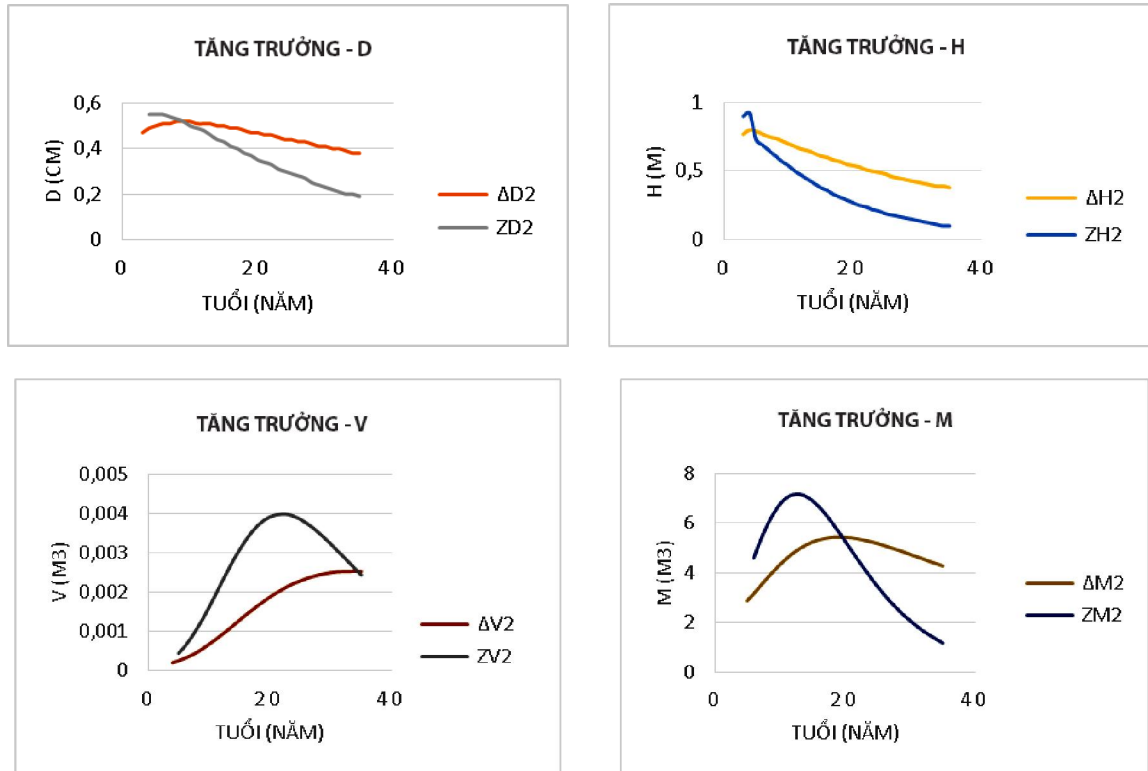 TĂNG TRƯỞNG - D
0,6
0,4
0,2
0
D (CM)
0
20
40
TUỔI (NĂM)
ΔD2
ZD2
TĂNG TRƯỞNG - H
1
0,5
0
H (M)
0
20
40
TUỔI (NĂM)
ΔH2
ZH2
TĂNG TRƯỞNG - V
0,005
0,004
0,003
0,002
0,001
0
V (M3)
0
20
40
TUỔI (NĂM)
ΔV2
ZV2
TĂNG TRƯỞNG - M
8
6
4
2
0
M (M3)
0
20
40
TUỔI (NĂM)
ΔM2
ZM2